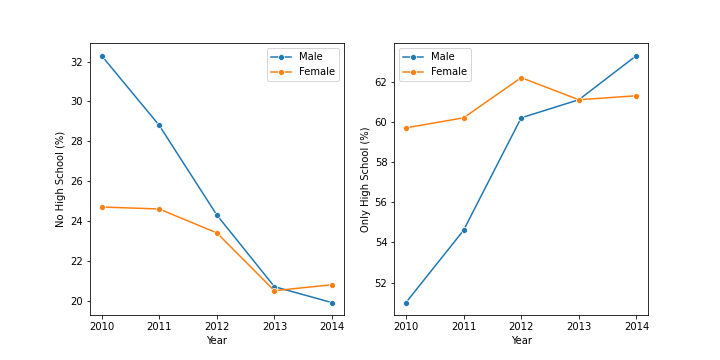 Male
Female
32
30
28
26
24
22
20
No High School (%)
2010 2011 2012 2013 2014
Year
Male
Female
62
60
58
56
54
52
Only High School (%)
2010 2011 2012 2013 2014
Year